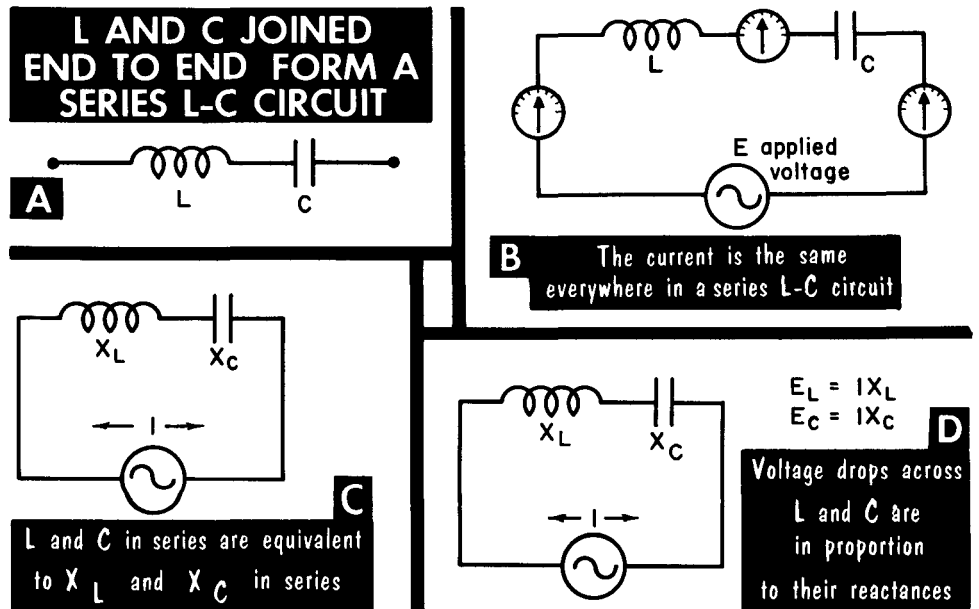 L AND C JOINED
END TO END FORM A
SERIES L-C CIRCUIT
L
C
A
L
C
E applied
voltage
B
The current is the same
everywhere in a series L-C circuit
XL
XC
I
C
L and C in series are equivalent
to XL and XC in series
XL
XC
I
EL = IXL
EC = IXC
D
Voltage drops across
L and C are
in proportion
to their reactances